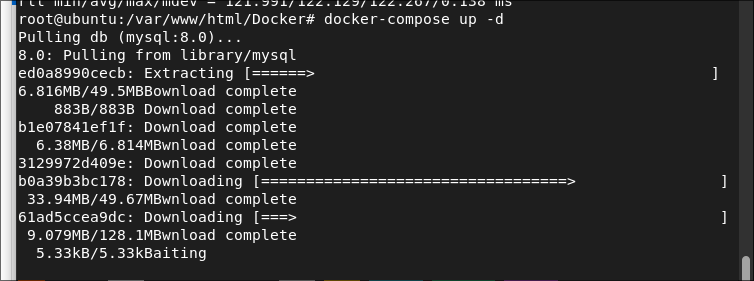 rtt min/avg/max/mdev = 121.991/122.129/122.267/0.138 ms
root@ubuntu:/var/www/html/Docker# docker-compose up -d
Pulling db (mysql:8.0)...
8.0: Pulling from library/mysql
ed0a8990cecb: Extracting [======>                                            ]
6.816MB/49.5MBBownload complete
    883B/883B Download complete
b1e07841ef1f: Download complete
  6.38MB/6.814MBwnload complete
3129972d409e: Download complete
b0a39b3bc178: Downloading [==================================>                ]
 33.94MB/49.67MBownload complete
61ad5ccea9dc: Downloading [===>                                               ]
 9.079MB/128.1MBwnload complete
  5.33kB/5.33kBaiting